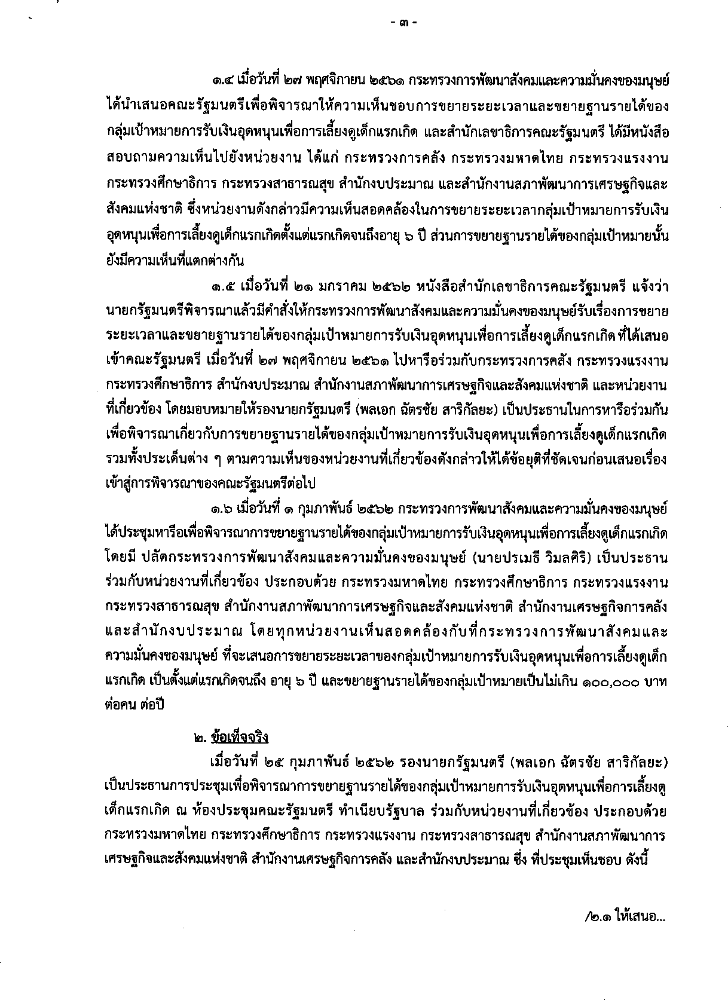 - ๓ -
๑.๔ เมื่อวันที่ ๒๗ พฤศจิกายน ๒๕๖๑ กระทรวงการพัฒนาสังคมและความมั่นคงของมนุษย์
ได้นำเสนอคณะรัฐมนตรีเพื่อพิจารณาให้ความเห็นชอบการขยายระยะเวลาและขยายฐานรายได้ของ
กลุ่มเป้าหมายการรับเงินอุดหนุนเพื่อการเลี้ยงดูเด็กแรกเกิด และสำนักเลขาธิการคณะรัฐมนตรี ได้มีหนังสือ
สอบถามความเห็นไปยังหน่วยงาน ได้แก่ กระทรวงการคลัง กระทรวงมหาดไทย กระทรวงแรงงาน
กระทรวงศึกษาธิการ กระทรวงสาธารณสุข สำนักงบประมาณ และสำนักงานสภาพัฒนาการเศรษฐกิจและ
สังคมแห่งชาติ ซึ่งหน่วยงานดังกล่าวมีความเห็นสอดคล้องในการขยายระยะเวลากลุ่มเป้าหมายการรับเงิน
อุดหนุนเพื่อการเลี้ยงดูเด็กแรกเกิดตั้งแต่แรกเกิดจนถึงอายุ ๖ ปี ส่วนการขยายฐานรายได้ของกลุ่มเป้าหมายนั้น
ยังมีความเห็นที่แตกต่างกัน
๑.๕ เมื่อวันที่ ๒๑ มกราคม ๒๕๖๒ หนังสือสำนักเลขาธิการคณะรัฐมนตรี แจ้งว่า
นายกรัฐมนตรีพิจารณาแล้วมีคำสั่งให้กระทรวงการพัฒนาสังคมและความมั่นคงของมนุษย์รับเรื่องการขยาย
ระยะเวลาและขยายฐานรายได้ของกลุ่มเป้าหมายการรับเงินอุดหนุนเพื่อการเลี้ยงดูเด็กแรกเกิด ที่ได้เสนอ
เข้าคณะรัฐมนตรี เมื่อวันที่ ๒๗ พฤศจิกายน ๒๕๖๑ ไปหารือร่วมกับกระทรวงการคลัง กระทรวงแรงงาน
กระทรวงศึกษาธิการ สำนักงบประมาณ สำนักงานสภาพัฒนาการเศรษฐกิจและสังคมแห่งชาติ และหน่วยงาน
ที่เกี่ยวข้อง โดยมอบหมายให้รองนายกรัฐมนตรี (พลเอก ฉัตรชัย สาริกัลยะ) เป็นประธานในการหารือร่วมกัน
เพื่อพิจารณาเกี่ยวกับการขยายฐานรายได้ของกลุ่มเป้าหมายการรับเงินอุดหนุนเพื่อการเลี้ยงดูเด็กแรกเกิด
รวมทั้งประเด็นต่าง ๆ ตามความเห็นของหน่วยงานที่เกี่ยวข้องดังกล่าวให้ได้ข้อยุติที่ชัดเจนก่อนเสนอเรื่อง
เข้าสู่การพิจารณาของคณะรัฐมนตรีต่อไป
๑.๖ เมื่อวันที่ ๑ กุมภาพันธ์ ๒๕๖๒ กระทรวงการพัฒนาสังคมและความมั่นคงของมนุษย์
ได้ประชุมหารือเพื่อพิจารณาการขยายฐานรายได้ของกลุ่มเป้าหมายการรับเงินอุดหนุนเพื่อการเลี้ยงดูเด็กแรกเกิด
โดยมี ปลัดกระทรวงการพัฒนาสังคมและความมั่นคงของมนุษย์ (นายปรเมธี วิมลศิริ) เป็นประธาน
ร่วมกับหน่วยงานที่เกี่ยวข้อง ประกอบด้วย กระทรวงมหาดไทย กระทรวงศึกษาธิการ กระทรวงแรงงาน
กระทรวงสาธารณสุข สำนักงานสภาพัฒนาการเศรษฐกิจและสังคมแห่งชาติ สำนักงานเศรษฐกิจการคลัง
และสำนักงบประมาณ โดยทุกหน่วยงานเห็นสอดคล้องกับที่กระทรวงการพัฒนาสังคมและ
ความมั่นคงของมนุษย์ ที่จะเสนอการขยายระยะเวลาของกลุ่มเป้าหมายการรับเงินอุดหนุนเพื่อการเลี้ยงดูเด็ก
แรกเกิด เป็นตั้งแต่แรกเกิดจนถึง อายุ ๖ ปี และขยายฐานรายได้ของกลุ่มเป้าหมายเป็นไม่เกิน ๑๐๐,๐๐๐ บาท
ต่อคน ต่อปี
๒. ข้อเท็จจริง
เมื่อวันที่ ๒๕ กุมภาพันธ์ ๒๕๖๒ รองนายกรัฐมนตรี (พลเอก ฉัตรชัย สาริกัลยะ)
เป็นประธานการประชุมเพื่อพิจารณาการขยายฐานรายได้ของกลุ่มเป้าหมายการรับเงินอุดหนุนเพื่อการเลี้ยงดู
เด็กแรกเกิด ณ ห้องประชุมคณะรัฐมนตรี ทำเนียบรัฐบาล ร่วมกับหน่วยงานที่เกี่ยวข้อง ประกอบด้วย
กระทรวงมหาดไทย กระทรวงศึกษาธิการ กระทรวงแรงงาน กระทรวงสาธารณสุข สำนักงานสภาพัฒนาการ
เศรษฐกิจและสังคมแห่งชาติ สำนักงานเศรษฐกิจการคลัง และสำนักงบประมาณ ซึ่ง ที่ประชุมเห็นชอบ ดังนี้
/๒.๑ ให้เสนอ...